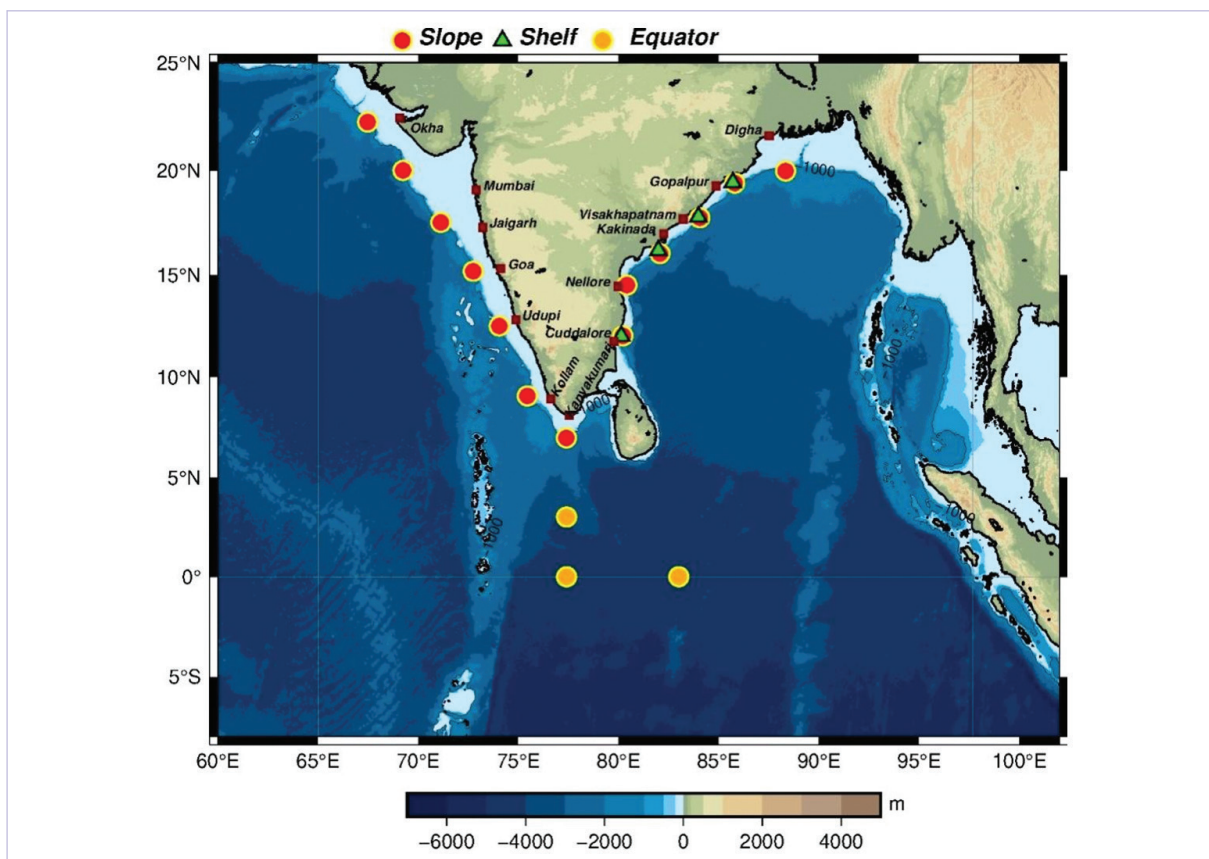 Slope Shelf Equator
25°N
20°N
15°N
10°N
5°N
0°
5°S
60°E 65°E 70°E 75°E 80°E 85°E 90°E 95°E 100°E
Okha
Mumbai
Jaigarh
Goa
Udupi
Kollam
Kanyakumari
Cuddalore
Nellore
Kakinada
Visakhapatnam
Gopalpur
Digha
-1000
1000
-1000
1000
-1000
m
-6000 -4000 -2000 0 2000 4000